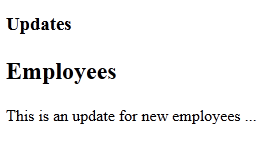 Updates
Employees
This is an update for new employees ...